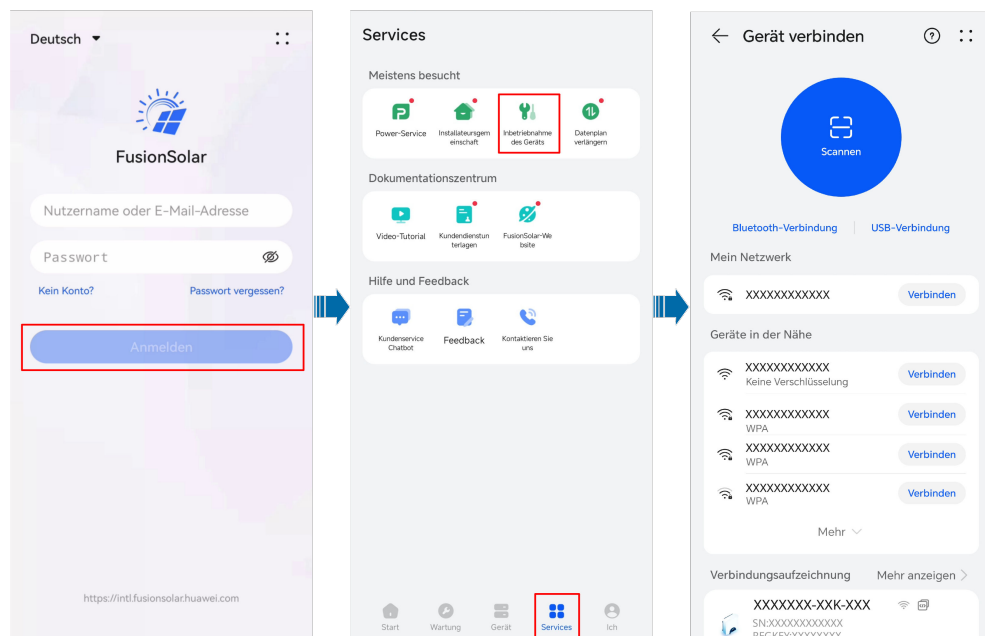 Deutsch
FusionSolar
Nutzername oder E-Mail-Adresse
Passwort
Kein Konto? Passwort vergessen?
Anmelden
https://intl.fusionsolar.huawei.com
Services
Meistens besucht
Power-Service
Installateursgem
einschaft
Inbetriebnahme
des Geräts
Datenplan
verlängern
Dokumentationszentrum
Video-Tutorial
Kundendienstun
terlagen
FusionSolar-We
bsite
Hilfe und Feedback
Kundenservice
Chatbot
Feedback
Kontaktieren Sie
uns
Start Wartung Gerät Services Ich
Gerät verbinden
Scannen
Bluetooth-Verbindung USB-Verbindung
Mein Netzwerk
XXXXXXXXXXXX Verbinden
Geräte in der Nähe
XXXXXXXXXXXX Verbinden
Keine Verschlüsselung
XXXXXXXXXXXX Verbinden
WPA
XXXXXXXXXXXX Verbinden
WPA
XXXXXXXXXXXX Verbinden
WPA
Mehr
Verbindungsaufzeichnung Mehr anzeigen
XXXXXXX-XXK-XXX
SN:XXXXXXXXXXXX
REGKEY:XXXXXXXX